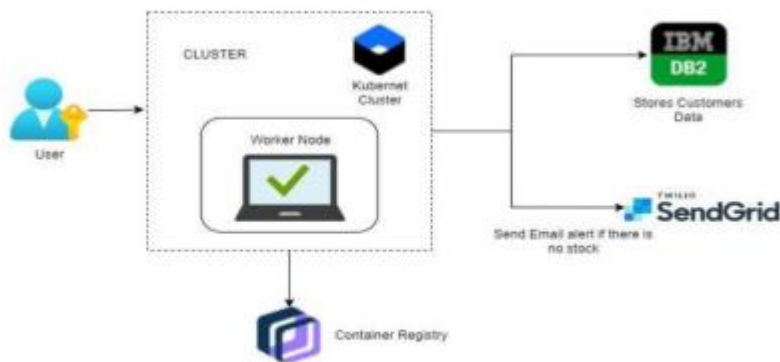 CLUSTER
Kubernet
Cluster
Worker Node
User
IBM
DB2
Stores Customers
Data
TWILIO
SendGrid
Send Email alert if there is
no stock
Container Registry